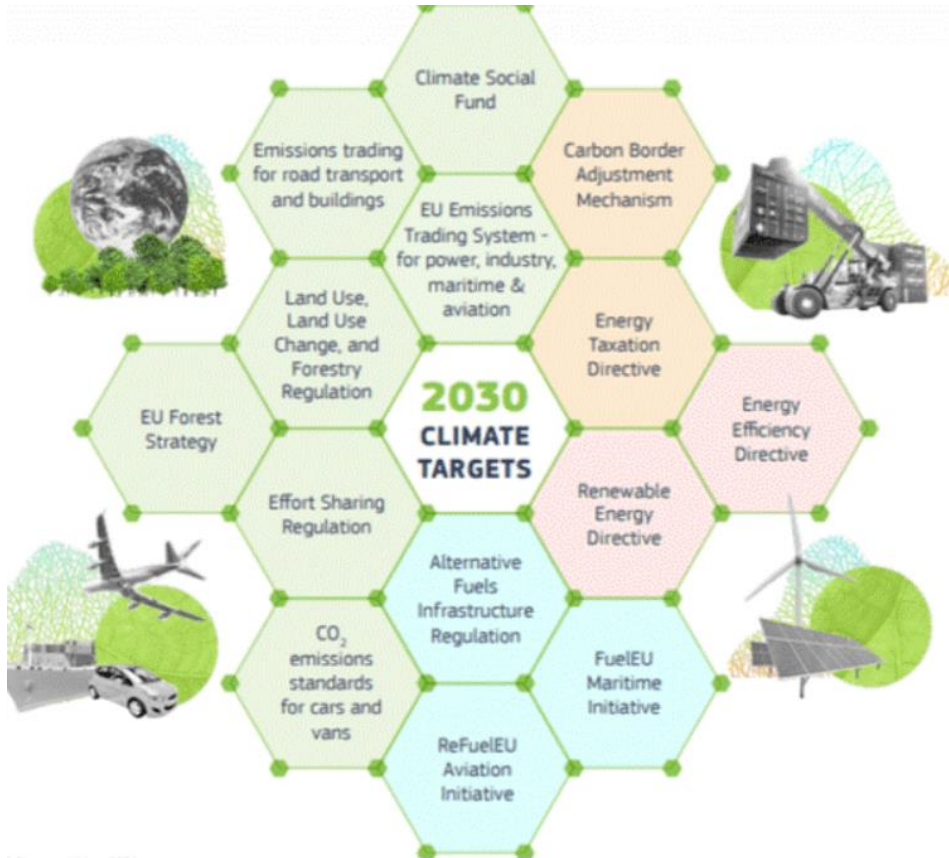 Climate Social
Fund
Emissions trading
for road transport
and buildings
Carbon Border
Adjustment
Mechanism
EU Emissions
Trading System -
for power, industry,
maritime &
aviation
Land Use,
Land Use
Change, and
Forestry
Regulation
Energy
Taxation
Directive
EU Forest
Strategy
2030
CLIMATE
TARGETS
Energy
Efficiency
Directive
Effort Sharing
Regulation
Renewable
Energy
Directive
Alternative
Fuels
Infrastructure
Regulation
CO₂
emissions
standards
for cars and
vans
FuelEU
Maritime
Initiative
ReFuelEU
Aviation
Initiative